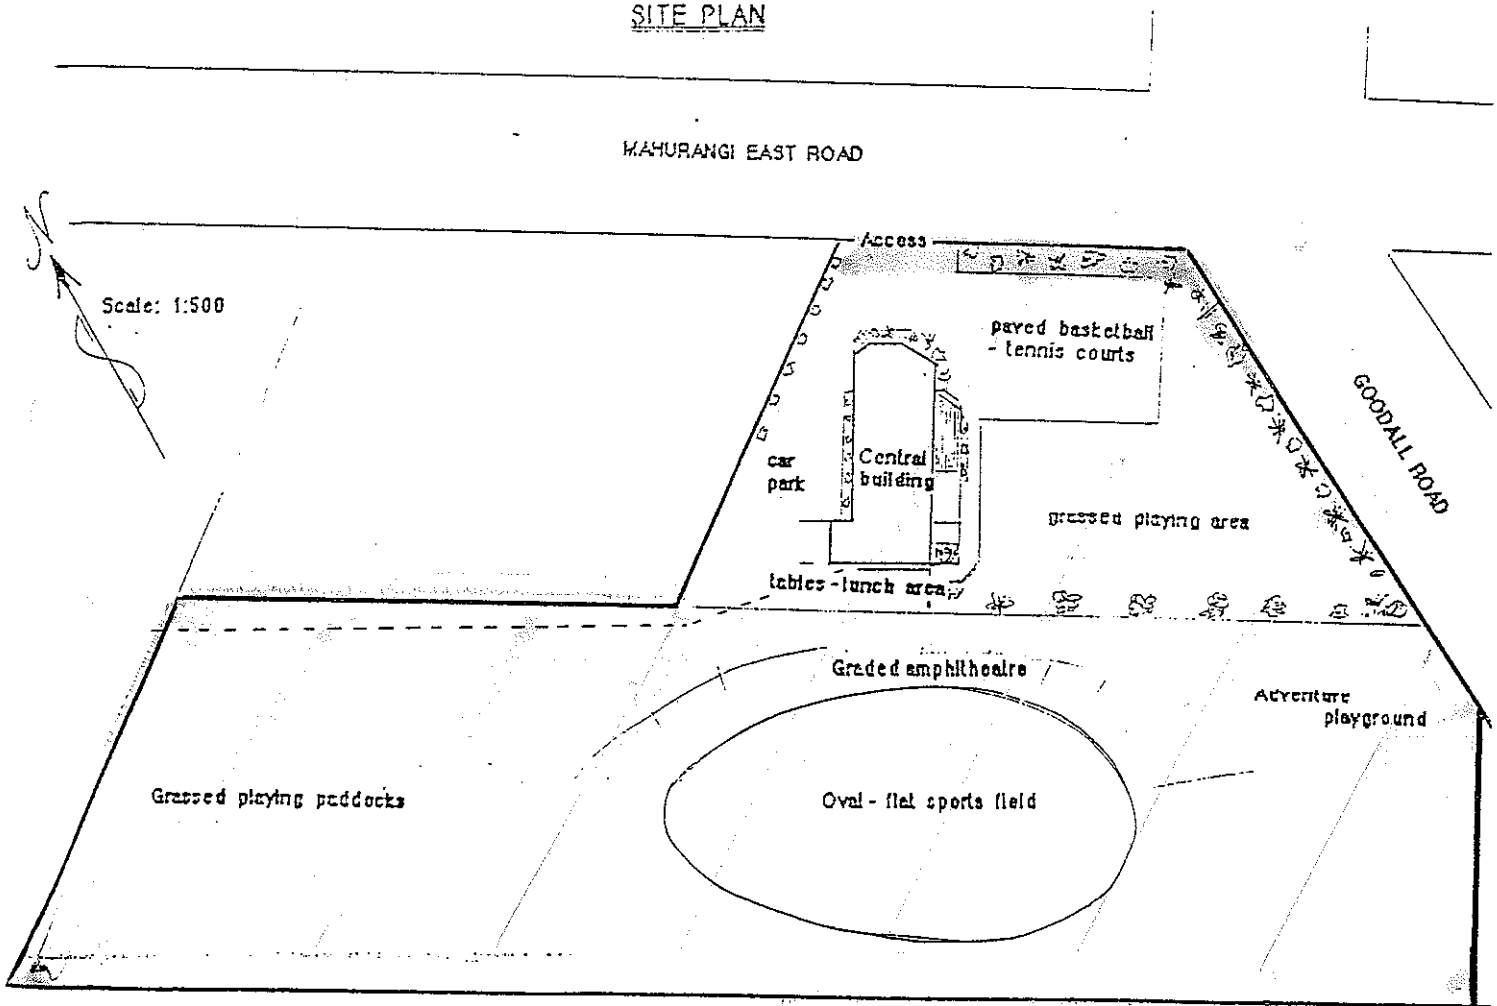 SITE PLAN
MAHURANGI EAST ROAD
N
Access
Scale: 1:500
paved basketball
- tennis courts
GOODALL ROAD
car
park
Central
building
grassed playing area
tables - lunch area
Graded amphitheatre
Adventure
playground
Grassed playing paddocks
Oval - flat sports field